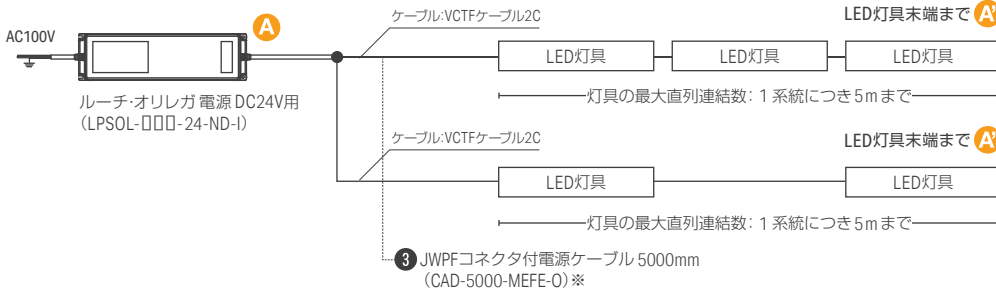 AC100V
A
ルーチ・オリレガ 電源 DC24V用
（LPSOL-▯▯▯-24-ND-I）
ケーブル:VCTFケーブル2C
LED灯具末端まで A'
LED灯具
LED灯具
LED灯具
灯具の最大直列連結数：1系統につき5mまで
ケーブル:VCTFケーブル2C
LED灯具末端まで A'
LED灯具
LED灯具
灯具の最大直列連結数：1系統につき5mまで
3 JWPFコネクタ付電源ケーブル 5000mm
（CAD-5000-MEFE-O）※